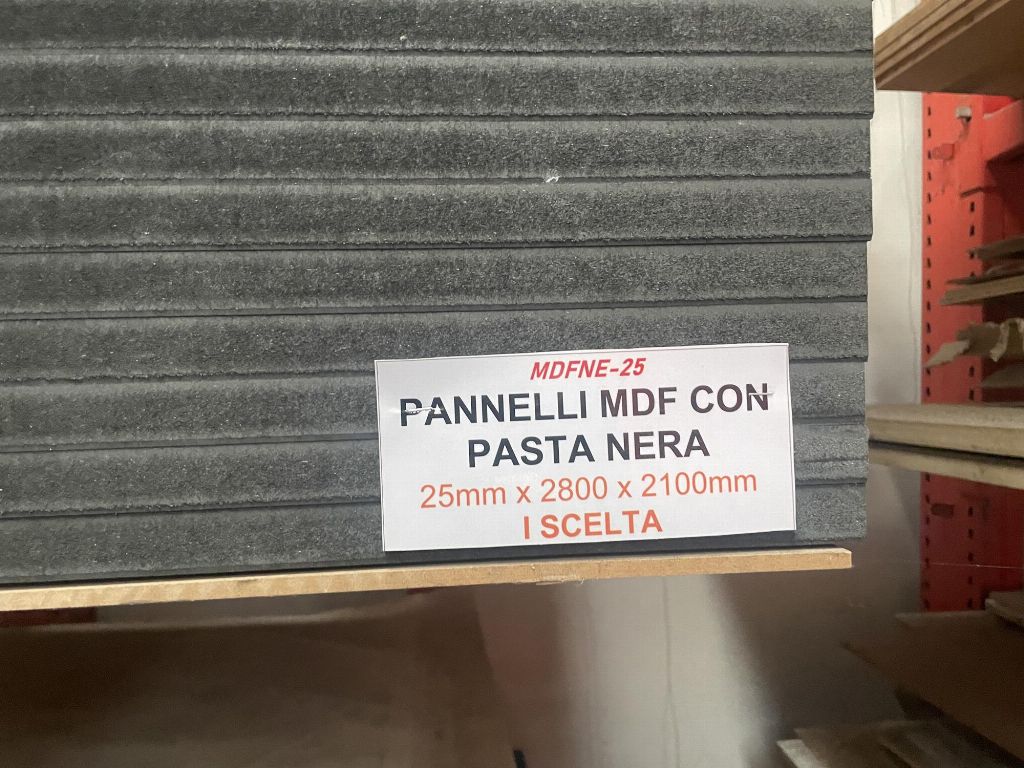 MDFNE-25
PANNELLI MDF CON
PASTA NERA
25mm x 2800 x 2100mm
I SCELTA